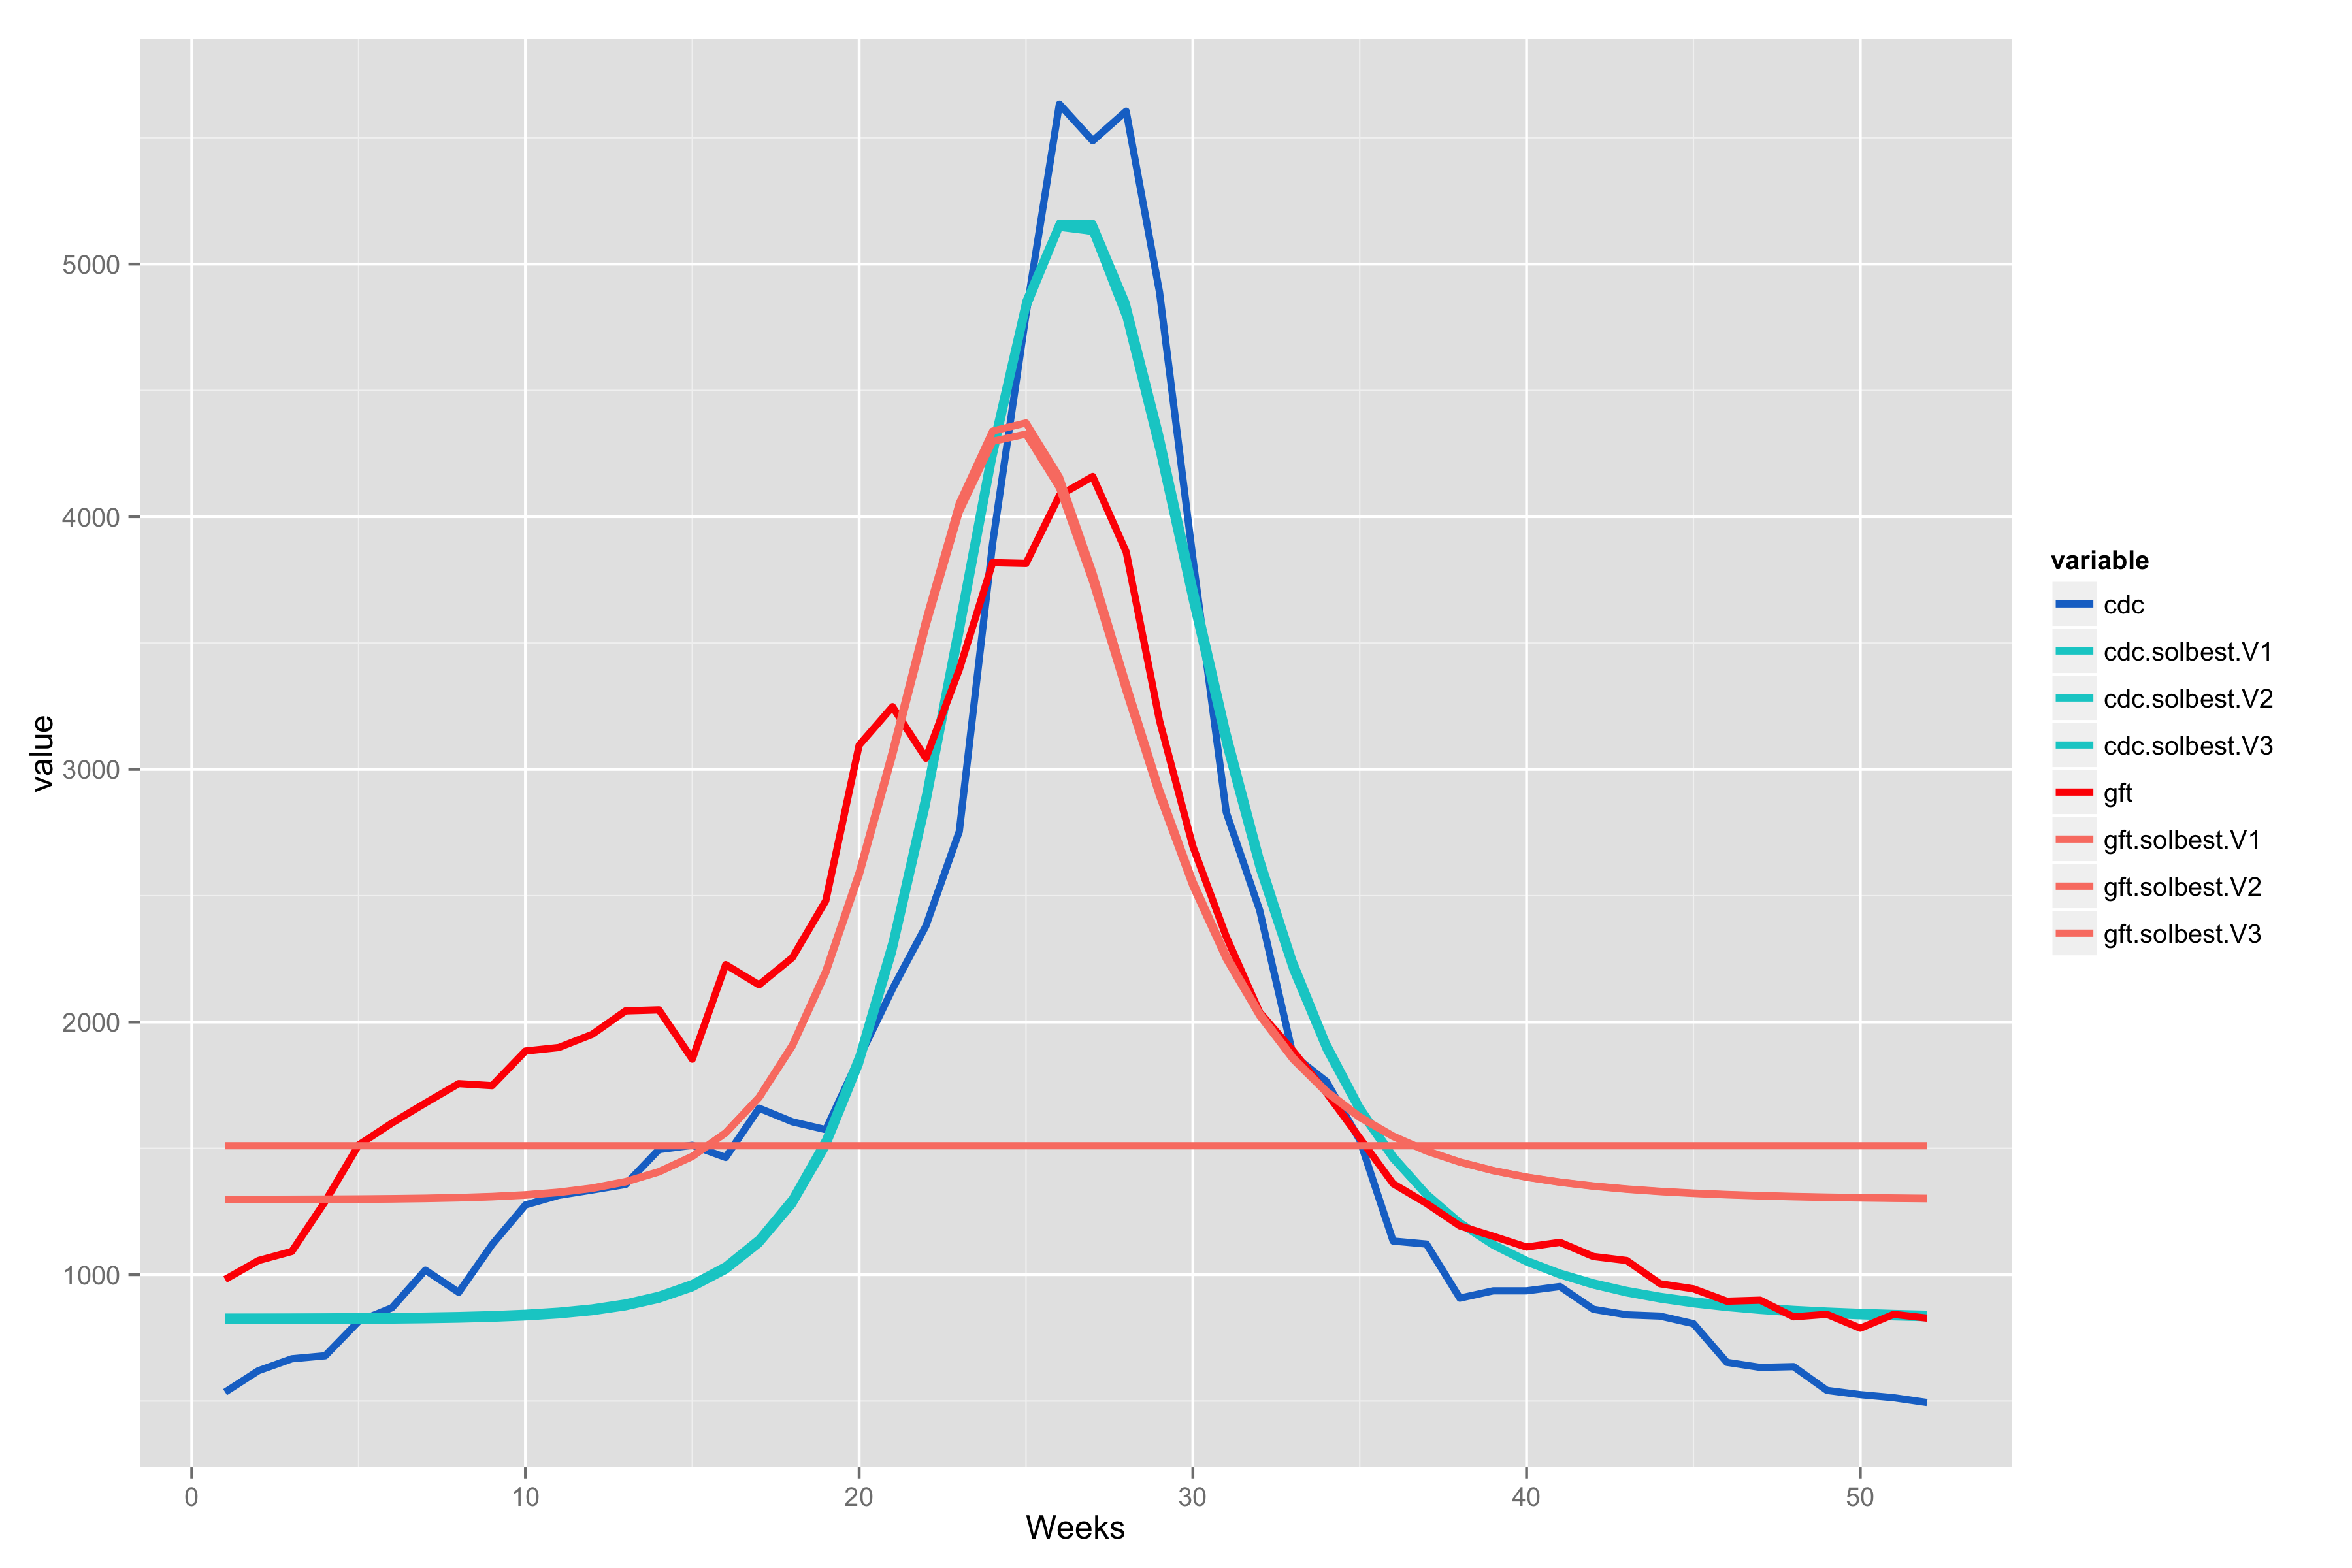 value
5000
4000
3000
2000
1000
0 10 20 30 40 50
Weeks
variable
cdc
cdc.solbest.V1
cdc.solbest.V2
cdc.solbest.V3
gft
gft.solbest.V1
gft.solbest.V2
gft.solbest.V3